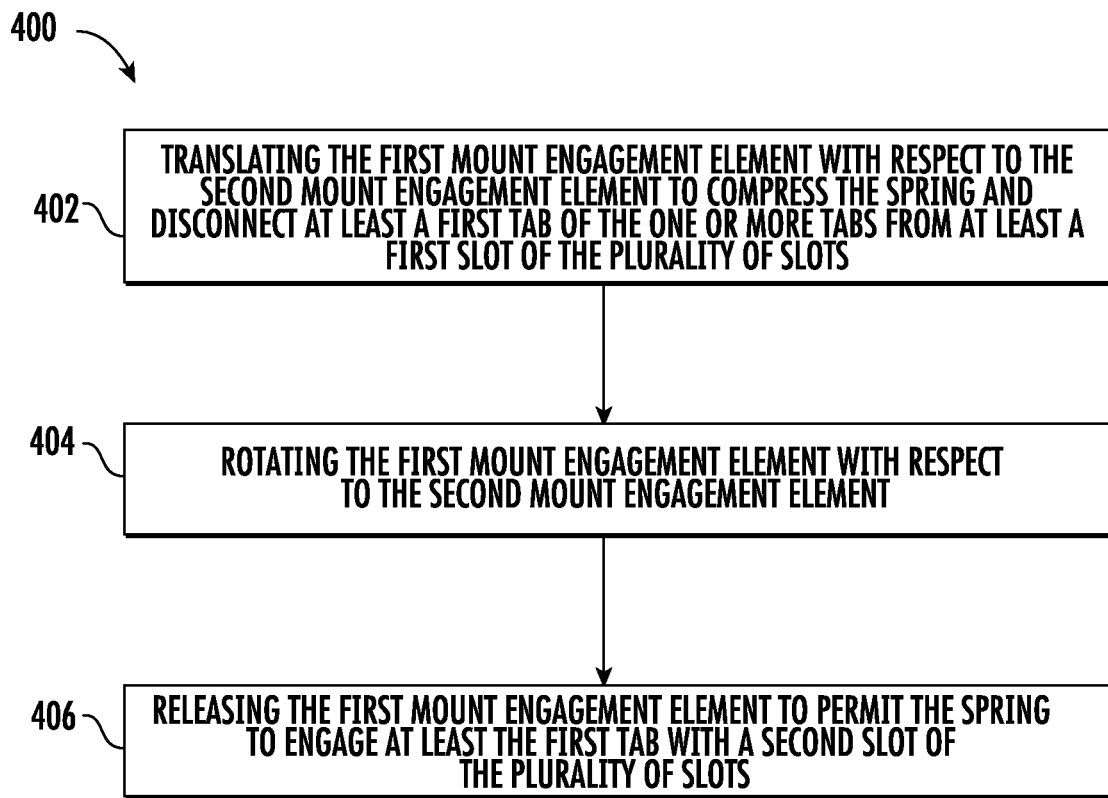 400
402
TRANSLATING THE FIRST MOUNT ENGAGEMENT ELEMENT WITH RESPECT TO THE
SECOND MOUNT ENGAGEMENT ELEMENT TO COMPRESS THE SPRING AND
DISCONNECT AT LEAST A FIRST TAB OF THE ONE OR MORE TABS FROM AT LEAST A
FIRST SLOT OF THE PLURALITY OF SLOTS
404
ROTATING THE FIRST MOUNT ENGAGEMENT ELEMENT WITH RESPECT
TO THE SECOND MOUNT ENGAGEMENT ELEMENT
406
RELEASING THE FIRST MOUNT ENGAGEMENT ELEMENT TO PERMIT THE SPRING
TO ENGAGE AT LEAST THE FIRST TAB WITH A SECOND SLOT OF
THE PLURALITY OF SLOTS